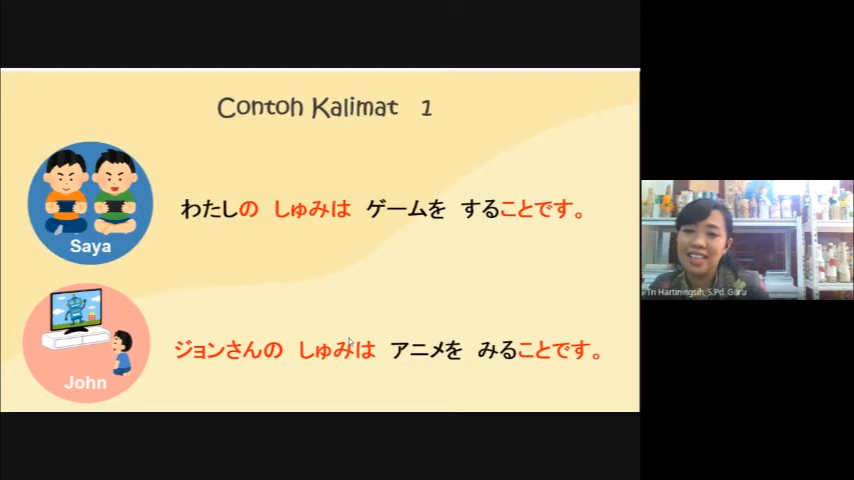 Contoh Kalimat 1
わたしの しゅみは ゲームを することです。
Saya
ジョンさんの しゅみは アニメを みることです。
John
Tri Hartiningsih, S.Pd. Guru